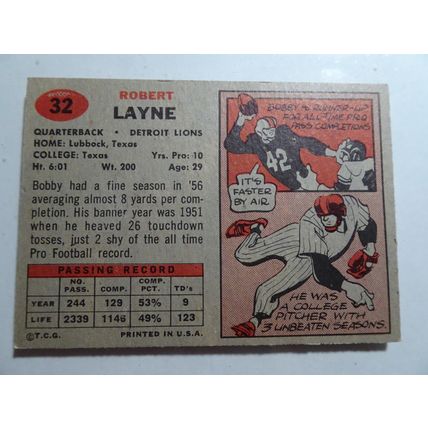 32
ROBERT
LAYNE
QUARTERBACK • DETROIT LIONS
HOME: Lubbock, Texas
COLLEGE: Texas Yrs. Pro: 10
Ht. 6:01 Wt. 200 Age: 29
Bobby had a fine season in '56
averaging almost 8 yards per com-
pletion. His banner year was 1951
when he heaved 26 touchdown
tosses, just 2 shy of the all time
Pro Football record.
PASSING RECORD
NO. PASS. COMP. COMP. PCT. TD's
YEAR 244 129 53% 9
LIFE 2339 1146 49% 123
©T.C.G. PRINTED IN U.S.A.
BOBBY IS RUNNER-UP
FOR ALL-TIME PRO
PASS COMPLETIONS
42
IT'S
FASTER
BY AIR
HE WAS
A COLLEGE
PITCHER WITH
3 UNBEATEN SEASONS.